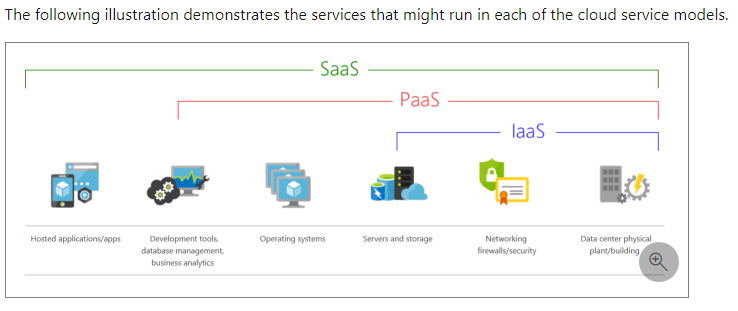 The following illustration demonstrates the services that might run in each of the cloud service models.
SaaS
PaaS
IaaS
Hosted applications/apps
Development tools,
database management,
business analytics
Operating systems
Servers and storage
Networking
firewalls/security
Data center physical
plant/building